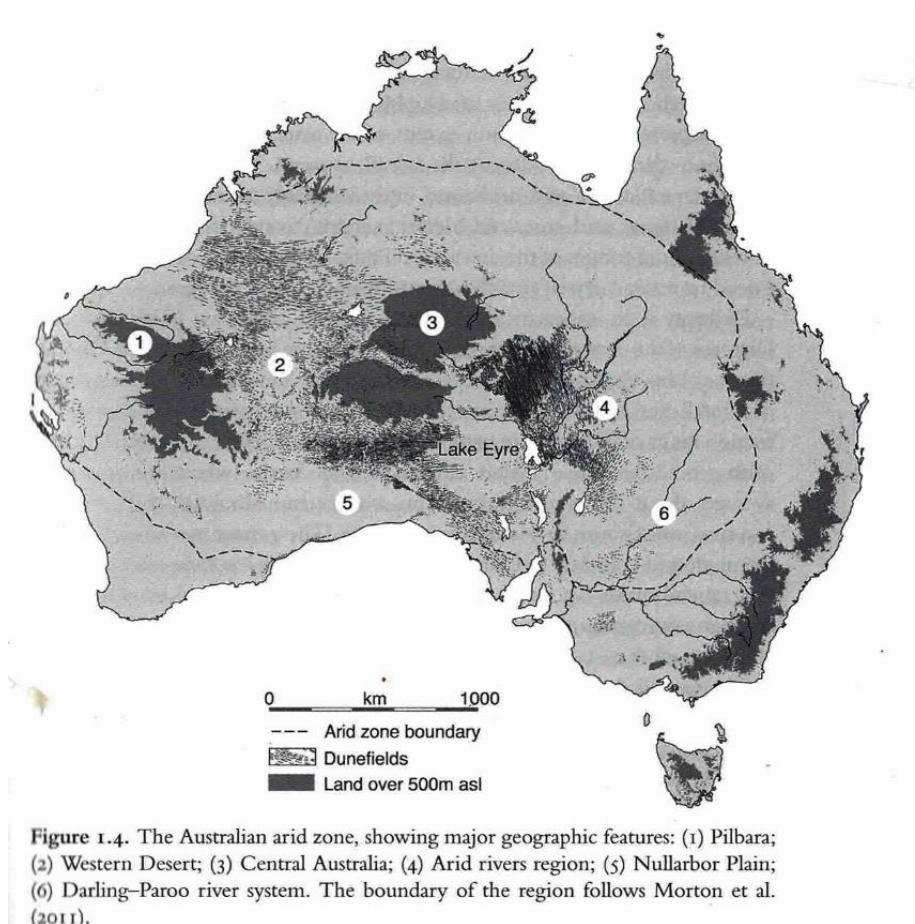 1
2
3
4
Lake Eyre
5
6
0 km 1000
Arid zone boundary
Dunefields
Land over 500m asl
Figure 1.4. The Australian arid zone, showing major geographic features: (1) Pilbara;
(2) Western Desert; (3) Central Australia; (4) Arid rivers region; (5) Nullarbor Plain;
(6) Darling–Paroo river system. The boundary of the region follows Morton et al.
(2011).